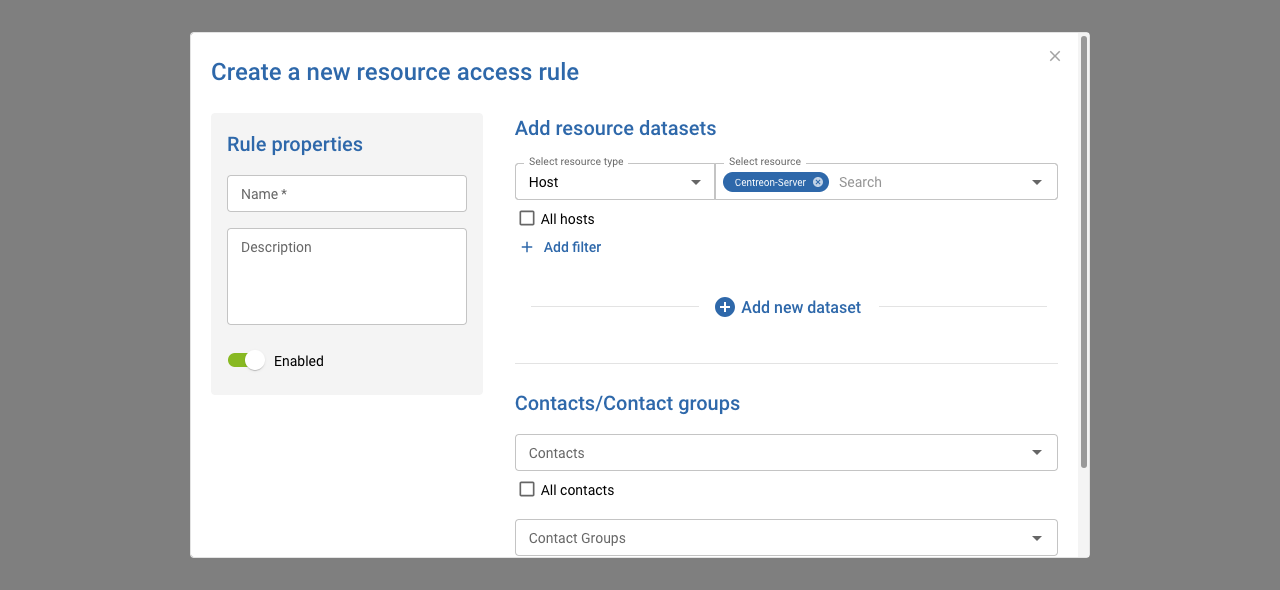 Create a new resource access rule
Rule properties
Name *
Description
Enabled
Add resource datasets
Select resource type
Host
Select resource
Centreon-Server
Search
All hosts
Add filter
Add new dataset
Contacts/Contact groups
Contacts
All contacts
Contact Groups